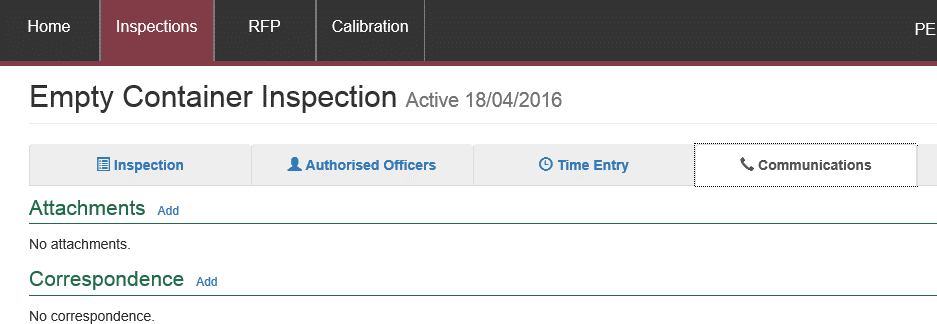 Home Inspections RFP Calibration PE
Empty Container Inspection Active 18/04/2016
Inspection Authorised Officers Time Entry Communications
Attachments Add
No attachments.
Correspondence Add
No correspondence.